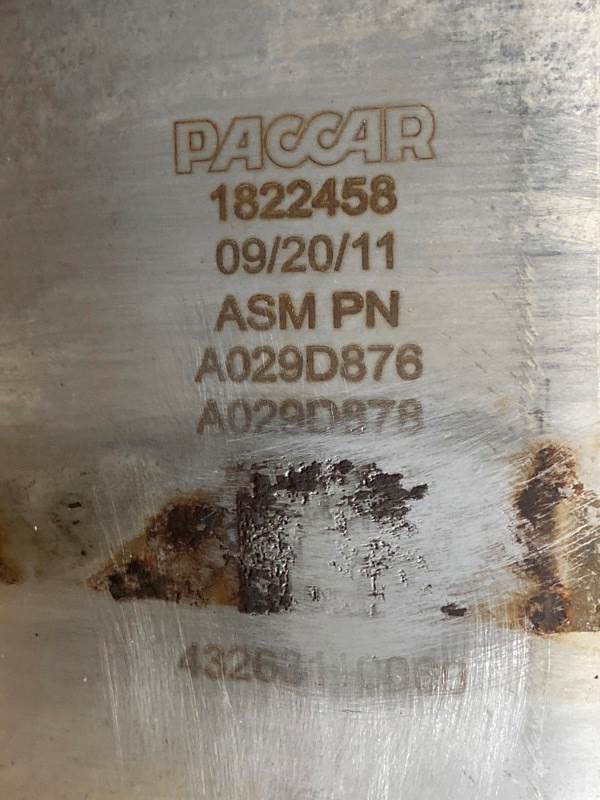 PACCAR
1822458
09/20/11
ASM PN
A029D876
A029D878